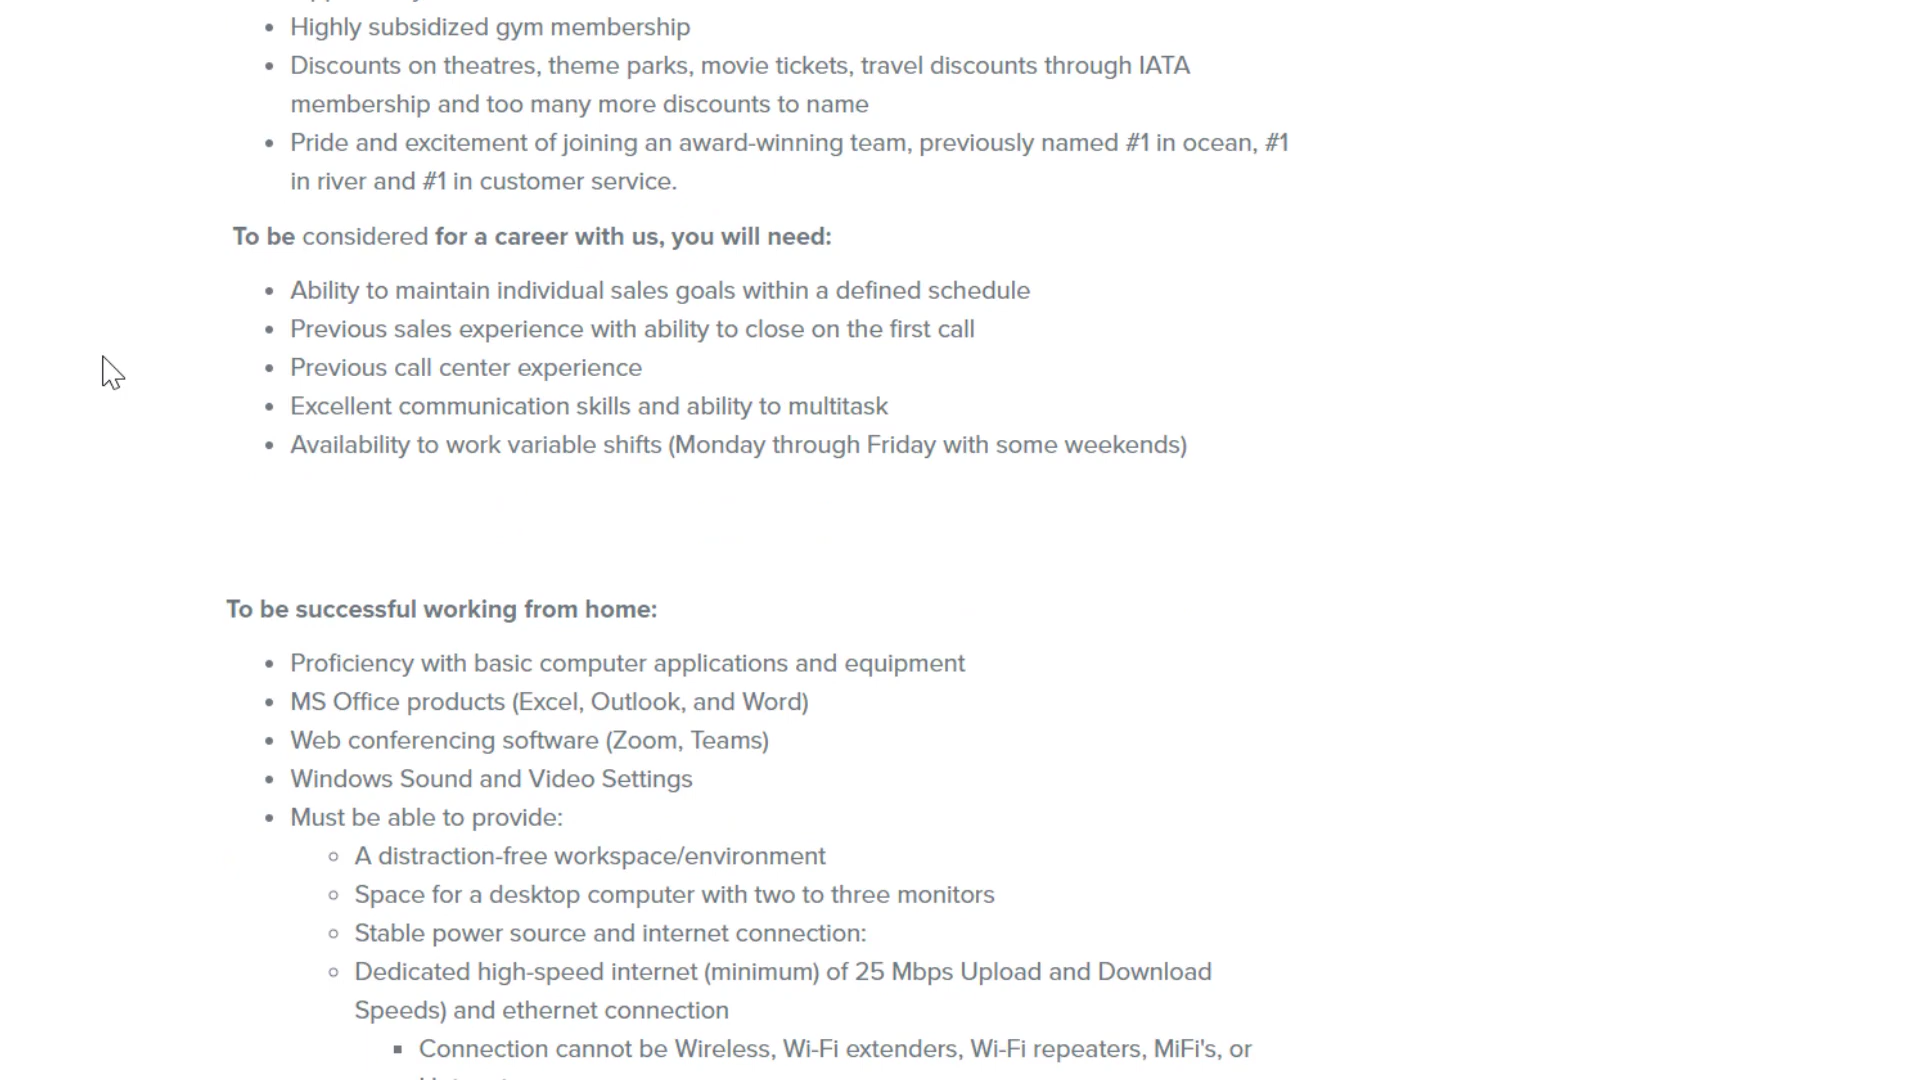 Highly subsidized gym membership
Discounts on theatres, theme parks, movie tickets, travel discounts through IATA
membership and too many more discounts to name
Pride and excitement of joining an award-winning team, previously named #1 in ocean, #1
in river and #1 in customer service.
To be considered for a career with us, you will need:
Ability to maintain individual sales goals within a defined schedule
Previous sales experience with ability to close on the first call
Previous call center experience
Excellent communication skills and ability to multitask
Availability to work variable shifts (Monday through Friday with some weekends)
To be successful working from home:
Proficiency with basic computer applications and equipment
MS Office products (Excel, Outlook, and Word)
Web conferencing software (Zoom, Teams)
Windows Sound and Video Settings
Must be able to provide:
A distraction-free workspace/environment
Space for a desktop computer with two to three monitors
Stable power source and internet connection:
Dedicated high-speed internet (minimum) of 25 Mbps Upload and Download
Speeds) and ethernet connection
Connection cannot be Wireless, Wi-Fi extenders, Wi-Fi repeaters, MiFi's, or